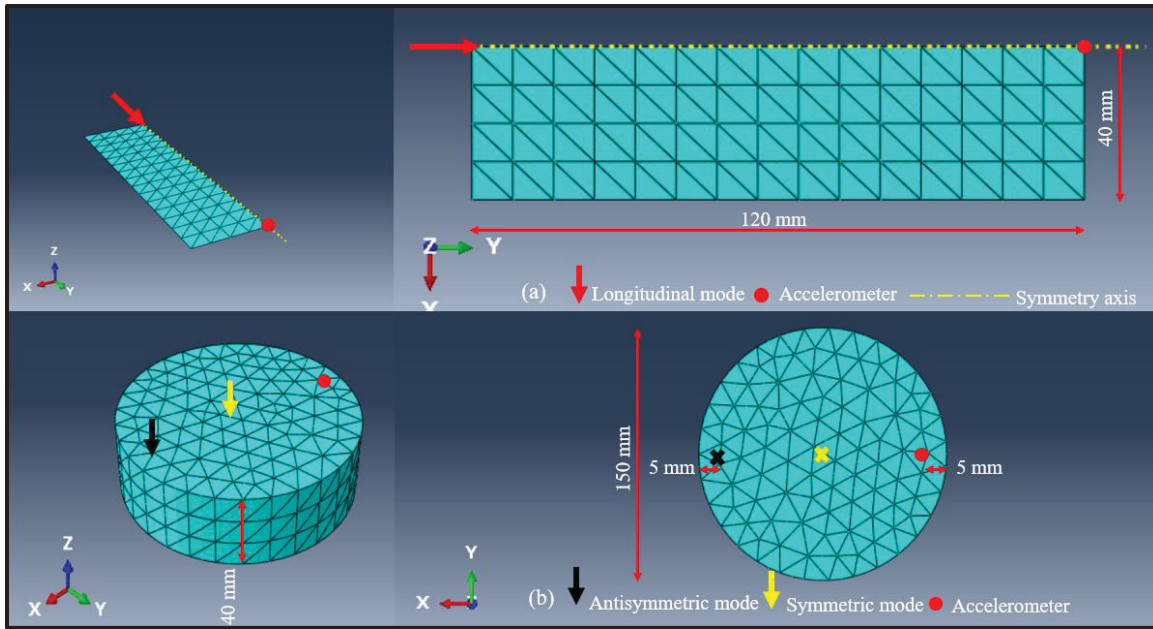 40 mm
120 mm
Z
X
Y
Z
Y
X
(a)
Longitudinal mode
Accelerometer
Symmetry axis
150 mm
5 mm
5 mm
40 mm
Z
X
Y
Y
X
(b)
Antisymmetric mode
Symmetric mode
Accelerometer